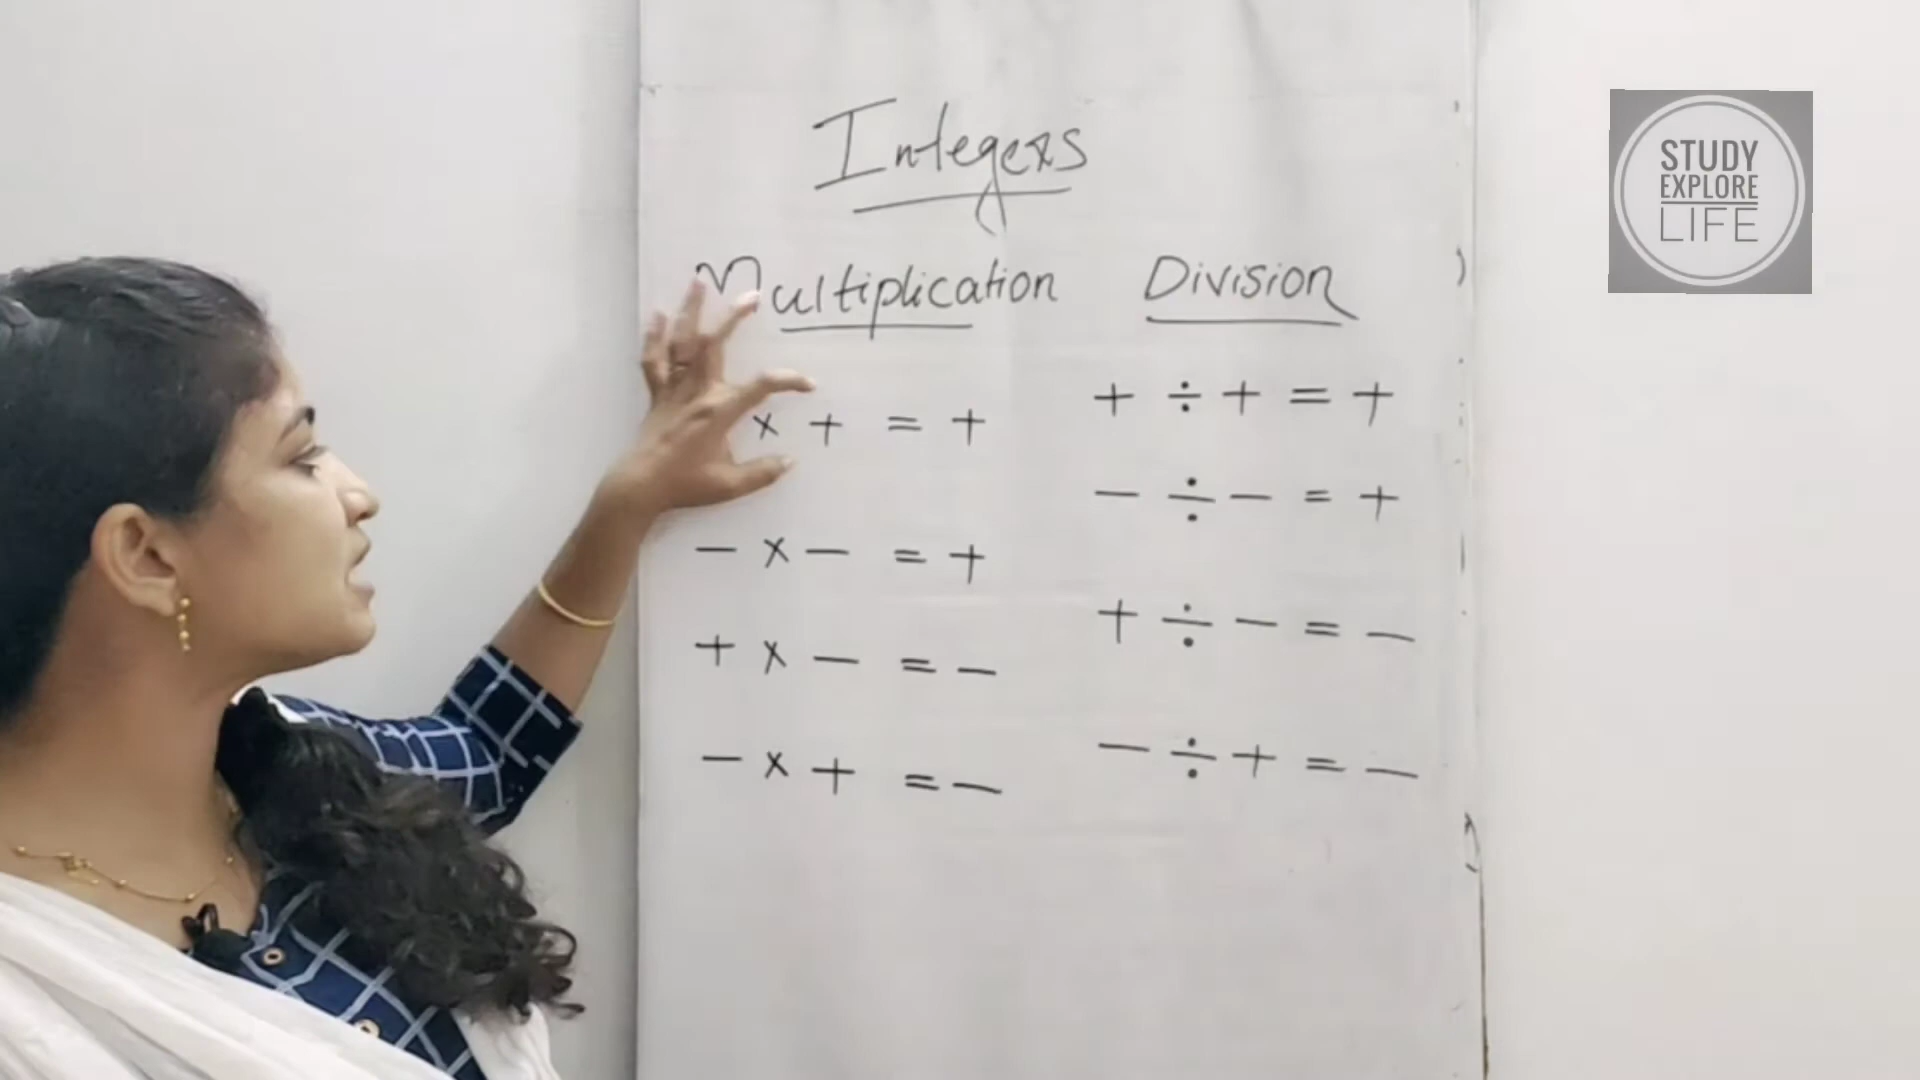 Integers
Multiplication
x + = +
- x - = +
+ x - = -
- x + = -
Division
+ ÷ + = +
- ÷ - = +
+ ÷ - = -
- ÷ + = -
STUDY
EXPLORE
LIFE